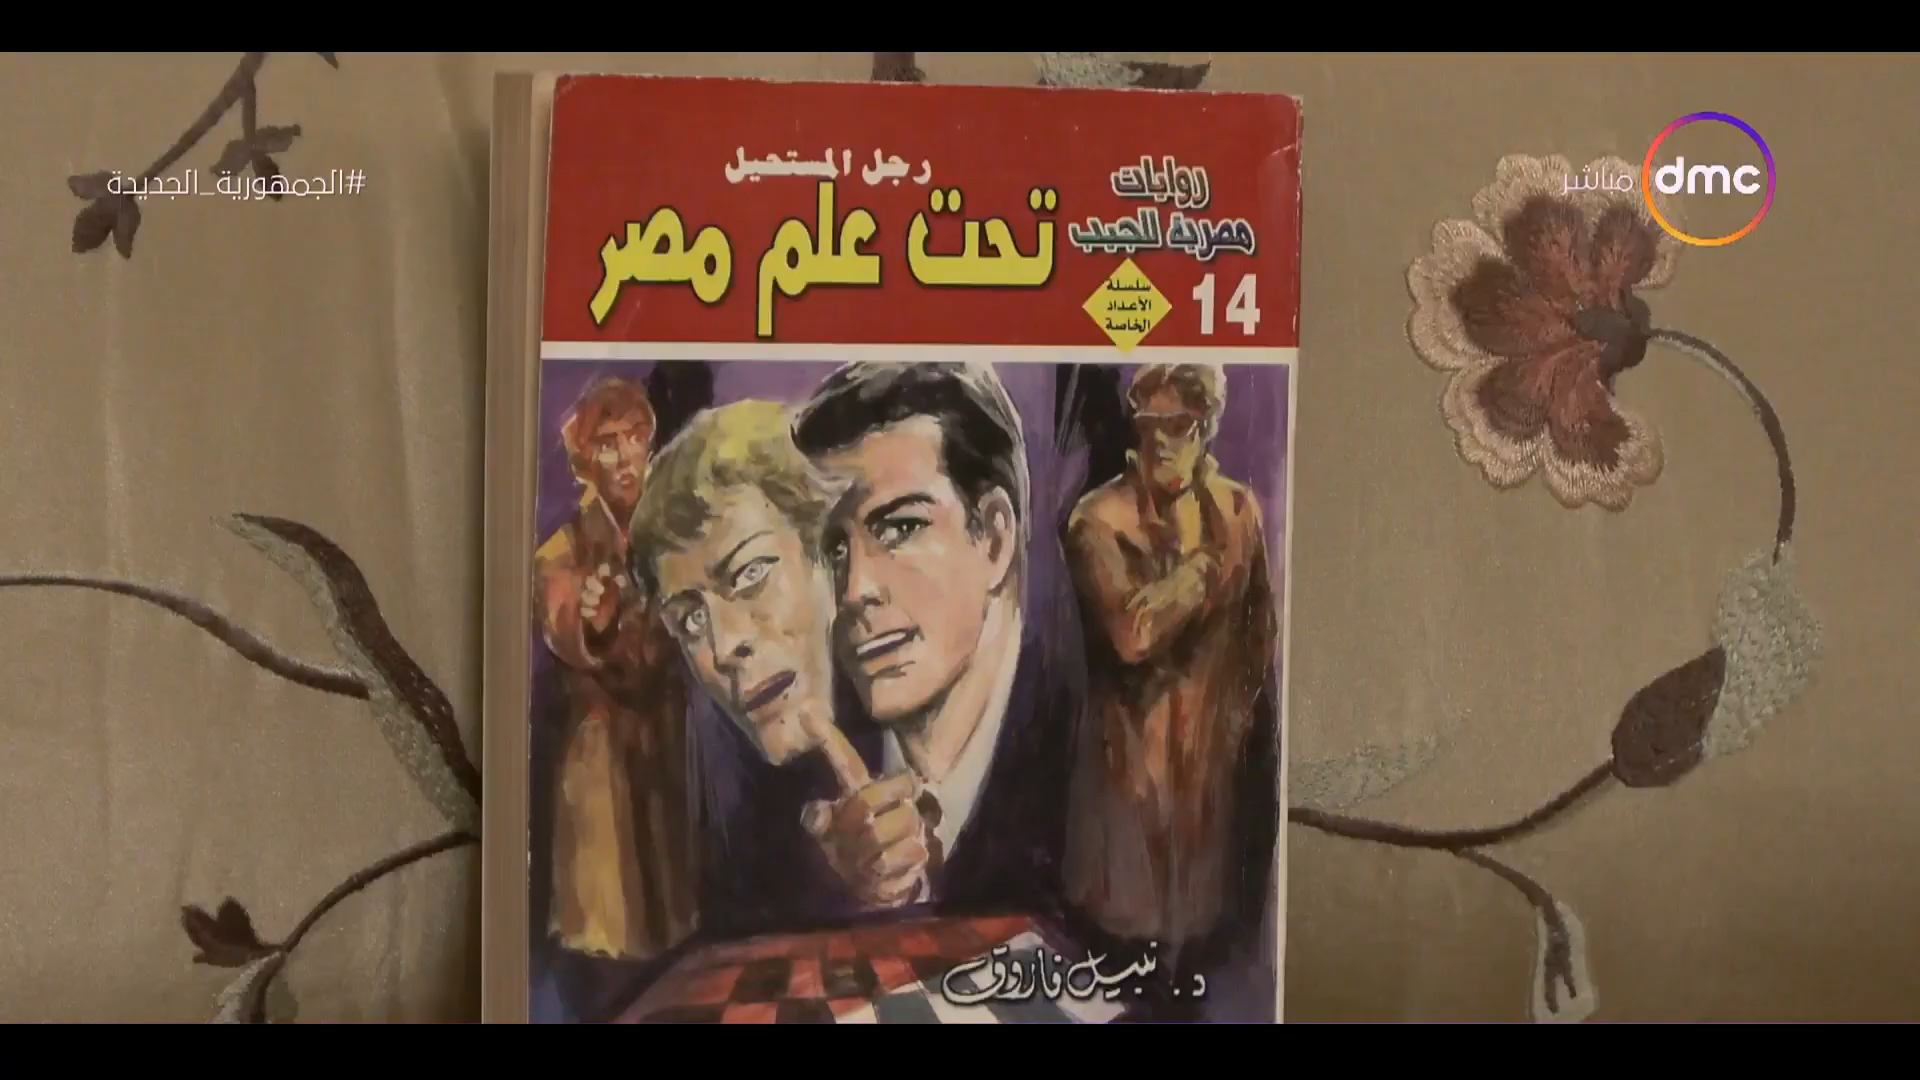 #الجمهورية_الجديدة
مباشر
dmc
رجل المستحيل
تحت علم مصر
روايات
مصرية للجيب
14
سلسلة
الأعداد
الخاصة
د. نبيل فاروق